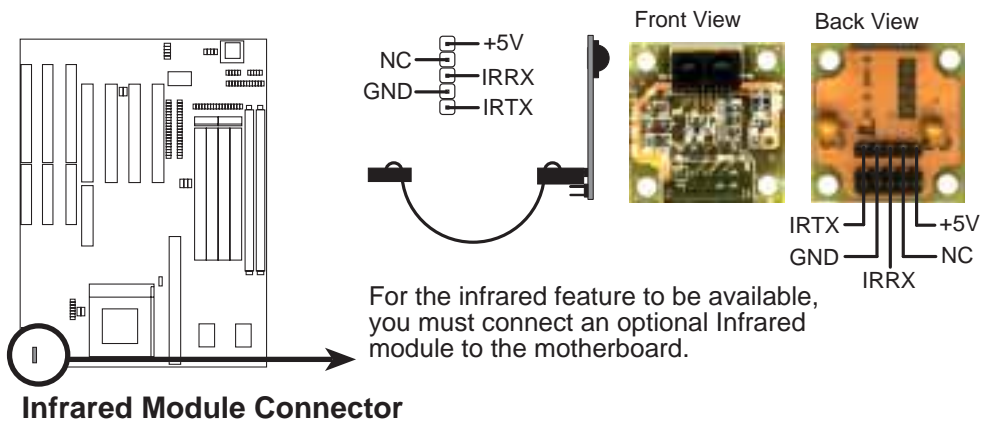 Front View
Back View
+5V
NC
IRRX
GND
IRTX
IRTX
+5V
GND
NC
IRRX
For the infrared feature to be available,
you must connect an optional Infrared
module to the motherboard.
Infrared Module Connector